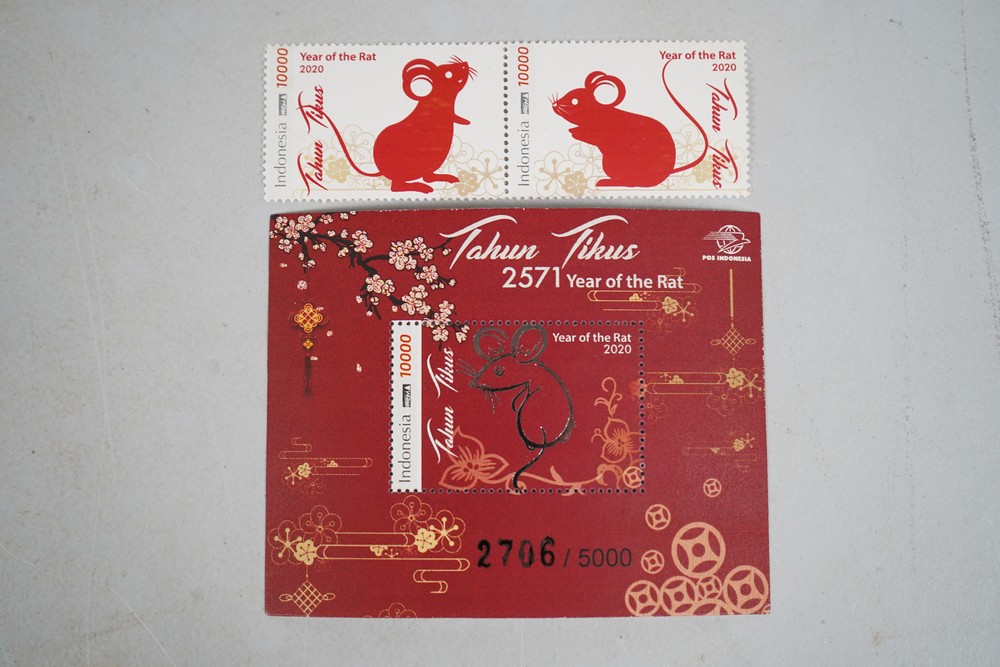 Year of the Rat
2020
Indonesia 10000
Tahun Tikus
Year of the Rat
2020
Indonesia 10000
Tahun Tikus
Tahun Tikus
2571 Year of the Rat
POS INDONESIA
Year of the Rat
2020
Indonesia 10000
Tahun Tikus
2706 / 5000